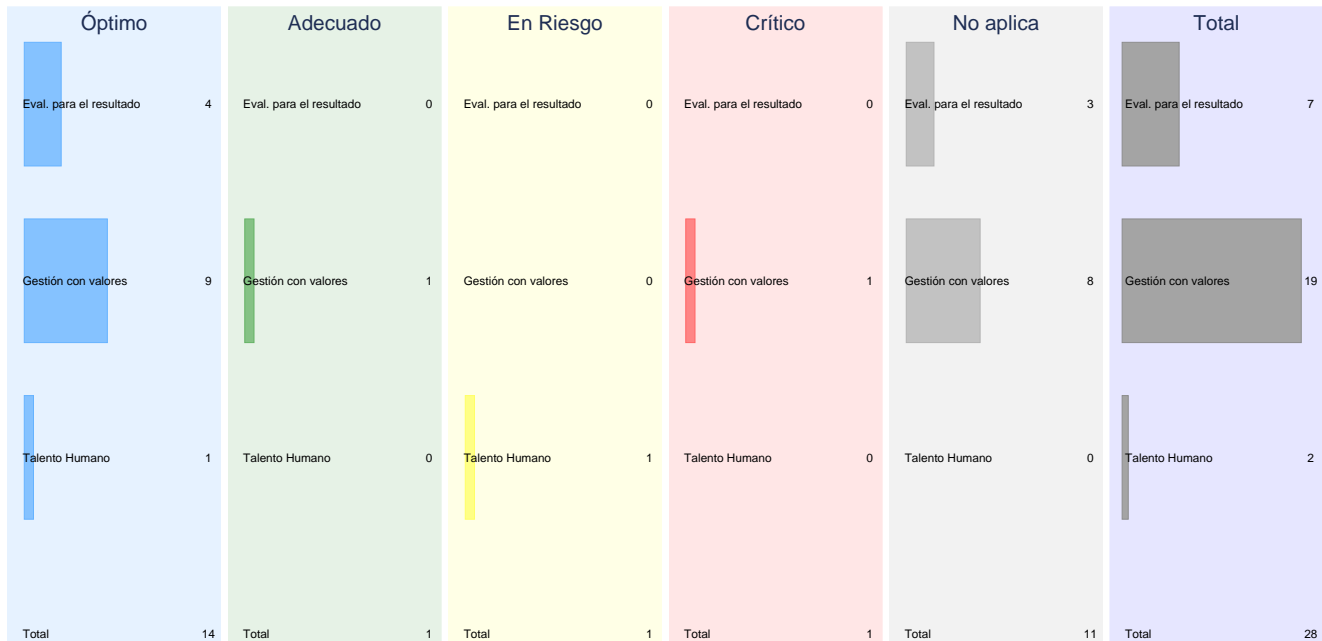 Óptimo Adecuado En Riesgo Crítico No aplica Total
Eval. para el resultado 4 Eval. para el resultado 0 Eval. para el resultado 0 Eval. para el resultado 0 Eval. para el resultado 3 Eval. para el resultado 7
Gestión con valores 9 Gestión con valores 1 Gestión con valores 0 Gestión con valores 1 Gestión con valores 8 Gestión con valores 19
Talento Humano 1 Talento Humano 0 Talento Humano 1 Talento Humano 0 Talento Humano 0 Talento Humano 2
Total 14 Total 1 Total 1 Total 1 Total 11 Total 28